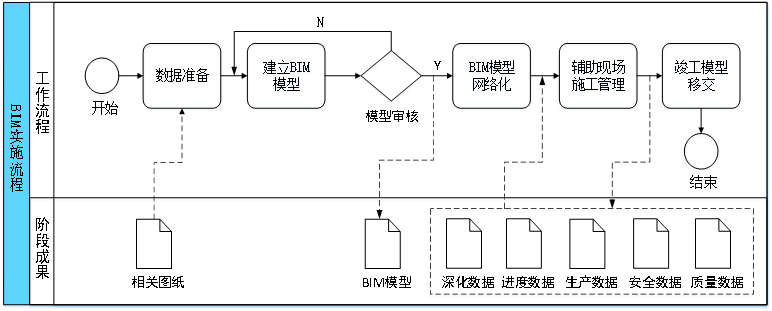 BIM实施流程
工作流程
N
数据准备
建立BIM
模型
Y
BIM模型
网络化
辅助现场
施工管理
竣工模型
移交
开始
模型审核
结束
阶段成果
相关图纸
BIM模型
深化数据
进度数据
生产数据
安全数据
质量数据